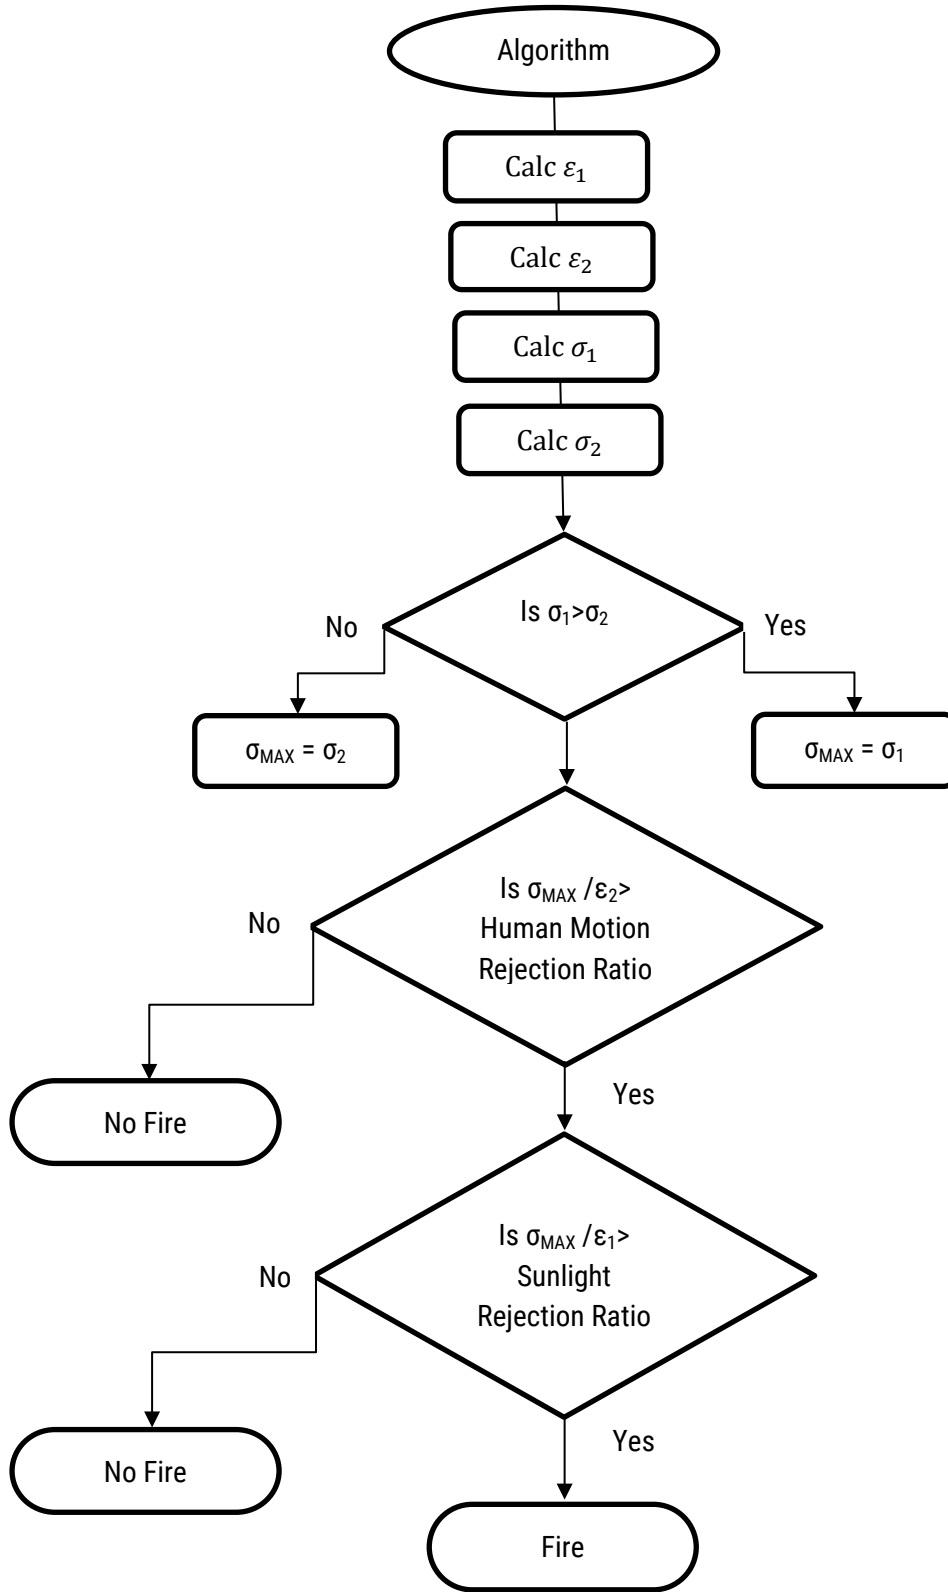 Algorithm
Calc ε₁
Calc ε₂
Calc σ₁
Calc σ₂
Is σ₁>σ₂
No
Yes
σMAX = σ₂
σMAX = σ₁
Is σMAX /ε₂>
Human Motion
Rejection Ratio
No
Yes
No Fire
Is σMAX /ε₁>
Sunlight
Rejection Ratio
No
Yes
No Fire
Fire